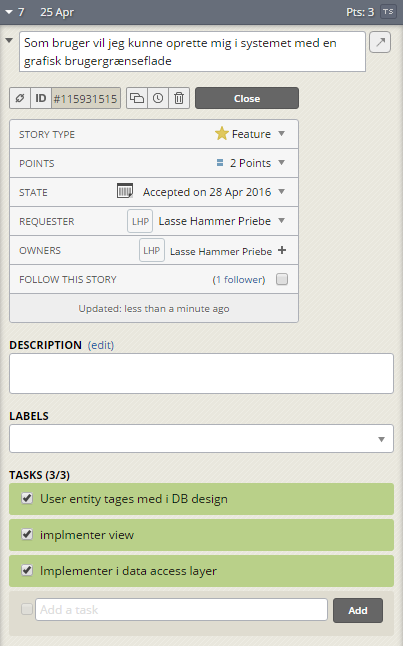 7 25 Apr Pts: 3 TS
Som bruger vil jeg kunne oprette mig i systemet med en
grafisk brugergrænseflade
ID #115931515 Close
STORY TYPE Feature
POINTS 2 Points
STATE Accepted on 28 Apr 2016
REQUESTER LHP Lasse Hammer Priebe
OWNERS LHP Lasse Hammer Priebe +
FOLLOW THIS STORY (1 follower)
Updated: less than a minute ago
DESCRIPTION (edit)
LABELS
TASKS (3/3)
User entity tages med i DB design
implmenter view
Implementer i data access layer
Add a task Add